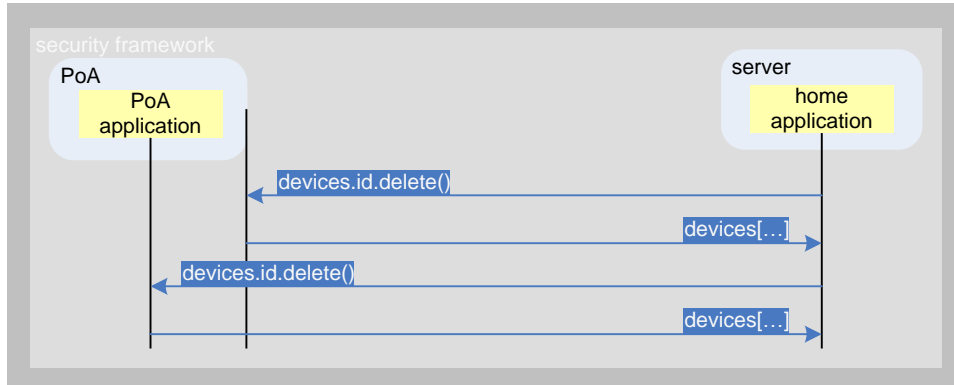 security framework
PoA
PoA
application
server
home
application
devices.id.delete()
devices[…]
devices.id.delete()
devices[…]